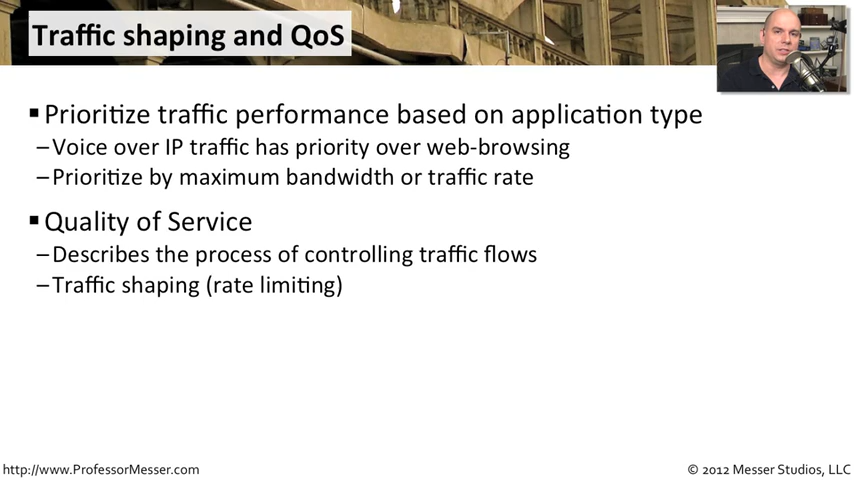 Traffic shaping and QoS
▪ Prioritize traffic performance based on application type
–Voice over IP traffic has priority over web-browsing
–Prioritize by maximum bandwidth or traffic rate
▪ Quality of Service
–Describes the process of controlling traffic flows
–Traffic shaping (rate limiting)
http://www.ProfessorMesser.com
© 2012 Messer Studios, LLC